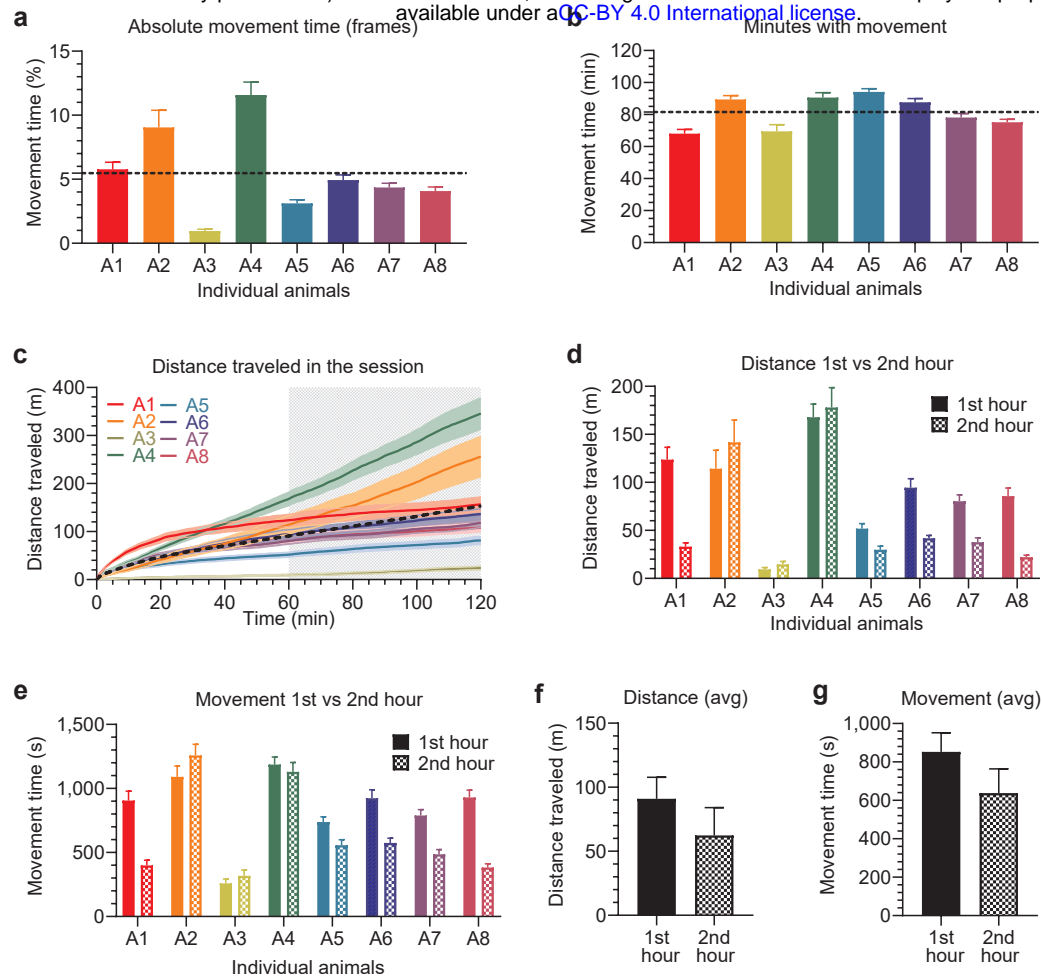 available under a CC-BY 4.0 International license.
a
Absolute movement time (frames)
Movement time (%)
15
10
5
0
A1 A2 A3 A4 A5 A6 A7 A8
Individual animals
b
Minutes with movement
Movement time (min)
120
100
80
60
40
20
0
A1 A2 A3 A4 A5 A6 A7 A8
Individual animals
c
Distance traveled in the session
Distance traveled (m)
400
300
200
100
0
A1 A5
A2 A6
A3 A7
A4 A8
0 20 40 60 80 100 120
Time (min)
d
Distance 1st vs 2nd hour
Distance traveled (m)
200
150
100
50
0
1st hour
2nd hour
A1 A2 A3 A4 A5 A6 A7 A8
Individual animals
e
Movement 1st vs 2nd hour
Movement time (s)
1,500
1,000
500
0
1st hour
2nd hour
A1 A2 A3 A4 A5 A6 A7 A8
Individual animals
f
Distance (avg)
Distance traveled (m)
150
100
50
0
1st 2nd
hour hour
g
Movement (avg)
Movement time (s)
1,000
800
600
400
200
0
1st 2nd
hour hour